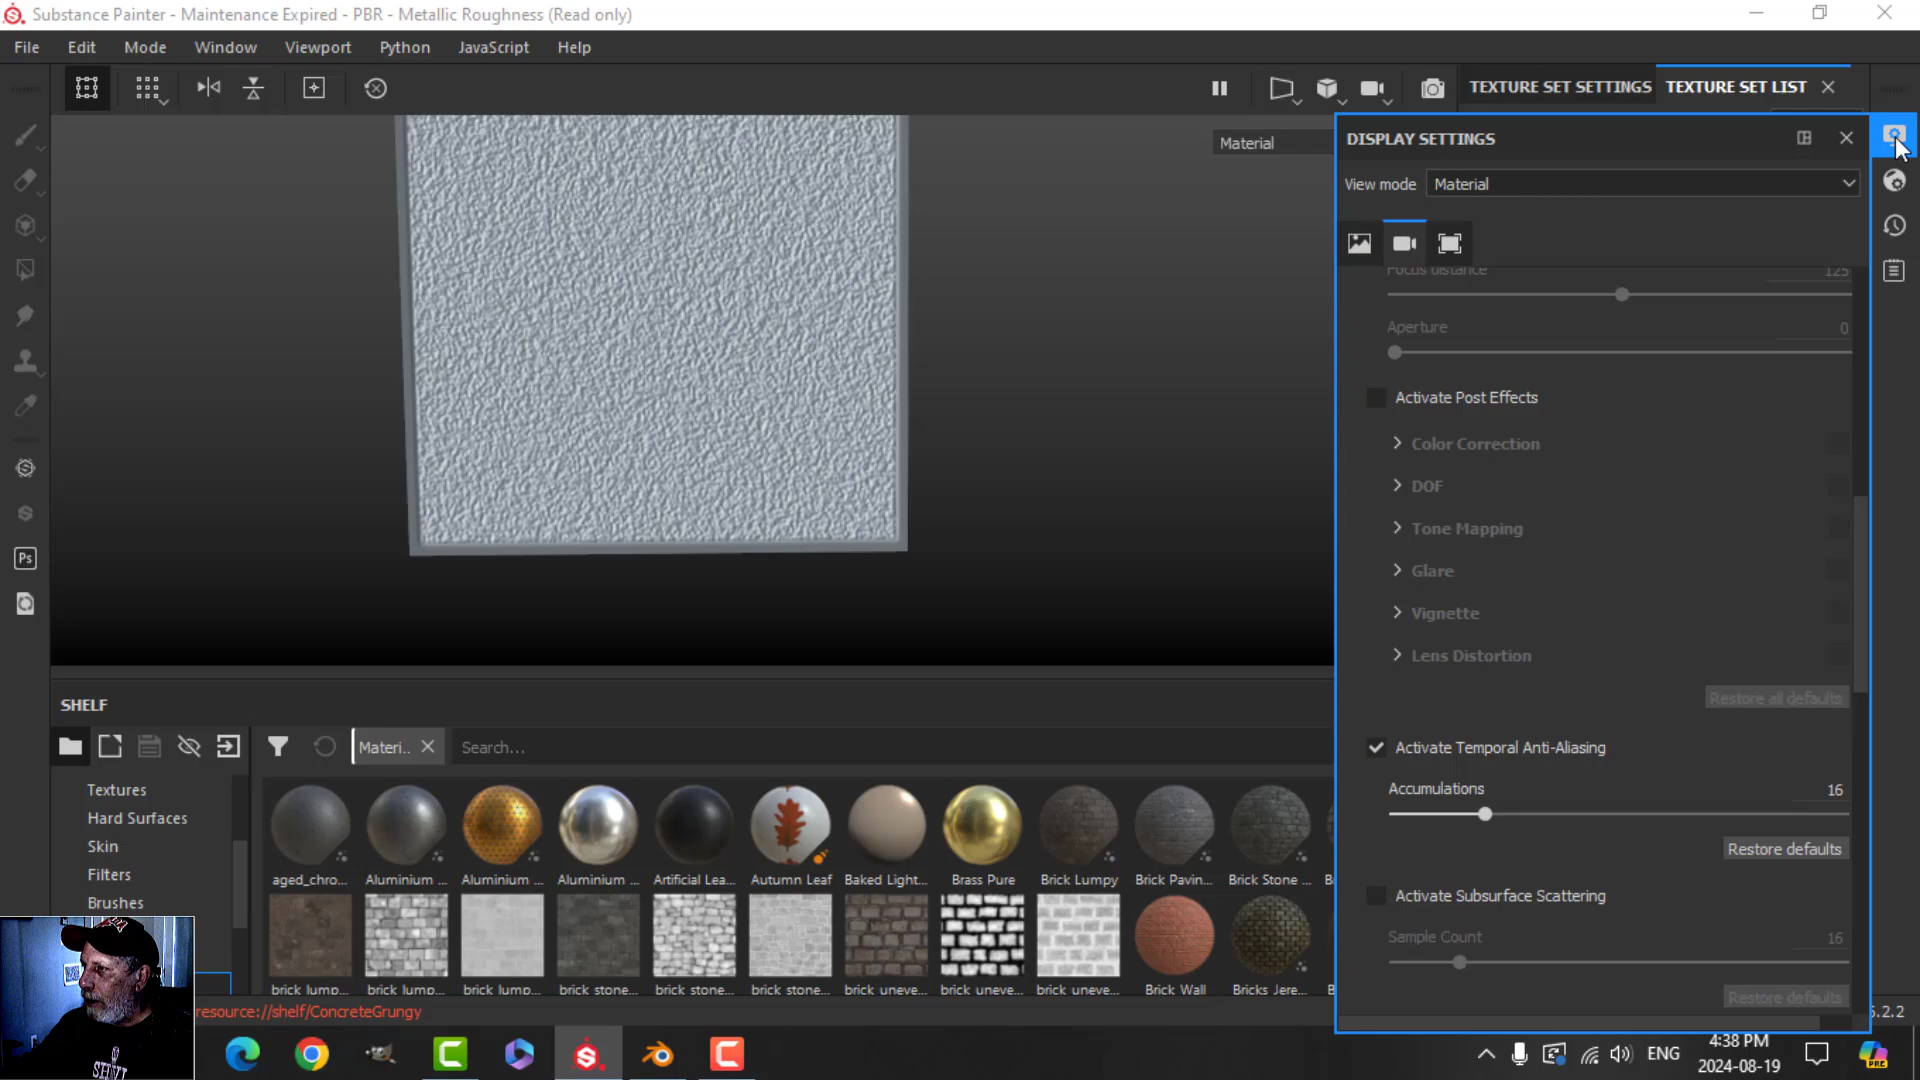 Substance Painter - Maintenance Expired - PBR - Metallic Roughness (Read only)
File Edit Mode Window Viewport Python JavaScript Help
TEXTURE SET SETTINGS TEXTURE SET LIST
Material
DISPLAY SETTINGS
View mode Material
Focus distance 125
Aperture 0
Activate Post Effects
Color Correction
DOF
Tone Mapping
Glare
Vignette
Lens Distortion
Restore all defaults
Activate Temporal Anti-Aliasing
Accumulations 16
Restore defaults
Activate Subsurface Scattering
Sample Count 16
Restore defaults
Ps
SHELF
Materi.. Search...
Textures
Hard Surfaces
Skin
Filters
Brushes
aged_chro... Aluminium ... Aluminium ... Aluminium ... Artificial Lea... Autumn Leaf Baked Light... Brass Pure Brick Lumpy Brick Pavin... Brick Stone ...
brick lump... brick lump... brick lump... brick stone... brick stone... brick stone... brick uneve... brick uneve... brick uneve... Brick Wall Bricks Jere...
resource://shelf/ConcreteGrungy
.2.2
ENG
4:38 PM
2024-08-19